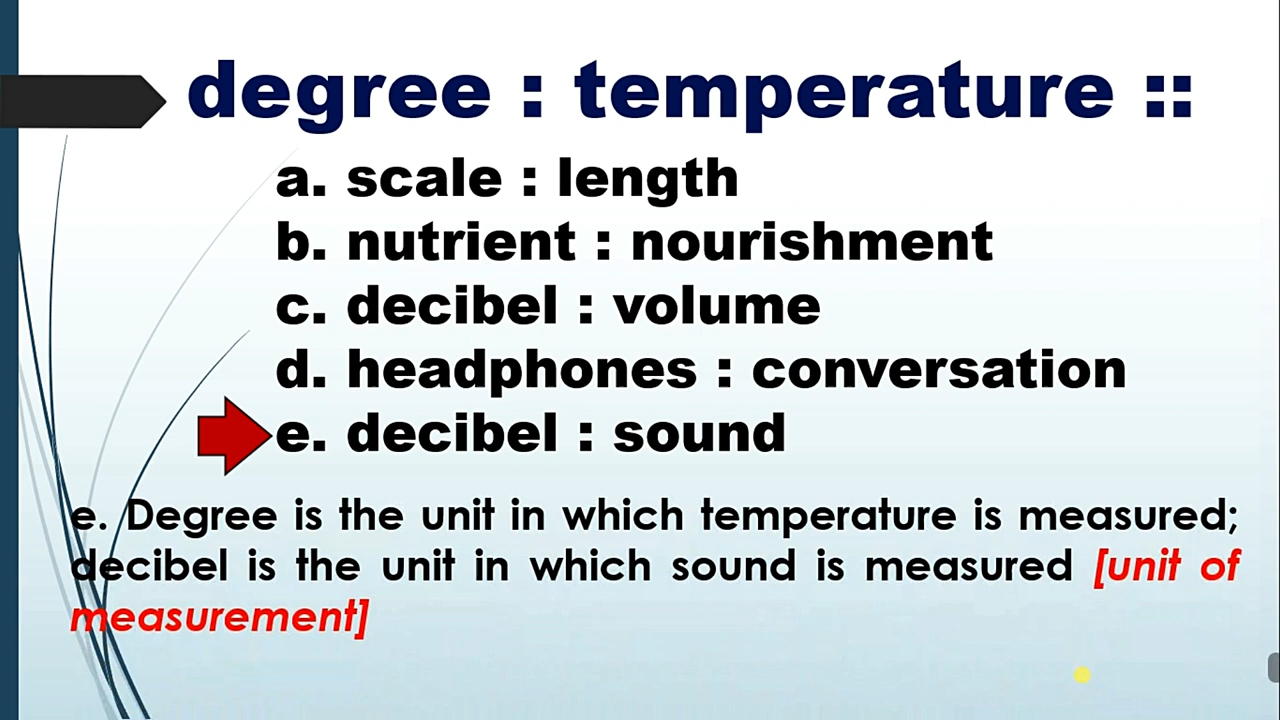 degree : temperature ::
a. scale : length
b. nutrient : nourishment
c. decibel : volume
d. headphones : conversation
e. decibel : sound
e. Degree is the unit in which temperature is measured;
decibel is the unit in which sound is measured [unit of
measurement]